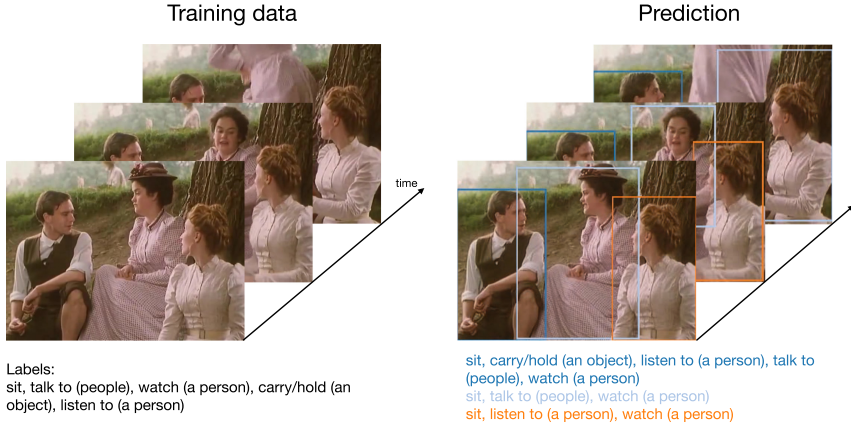 Training data
Prediction
time
Labels:
sit, talk to (people), watch (a person), carry/hold (an
object), listen to (a person)
sit, carry/hold (an object), listen to (a person), talk to
(people), watch (a person)
sit, talk to (people), watch (a person)
sit, listen to (a person), watch (a person)